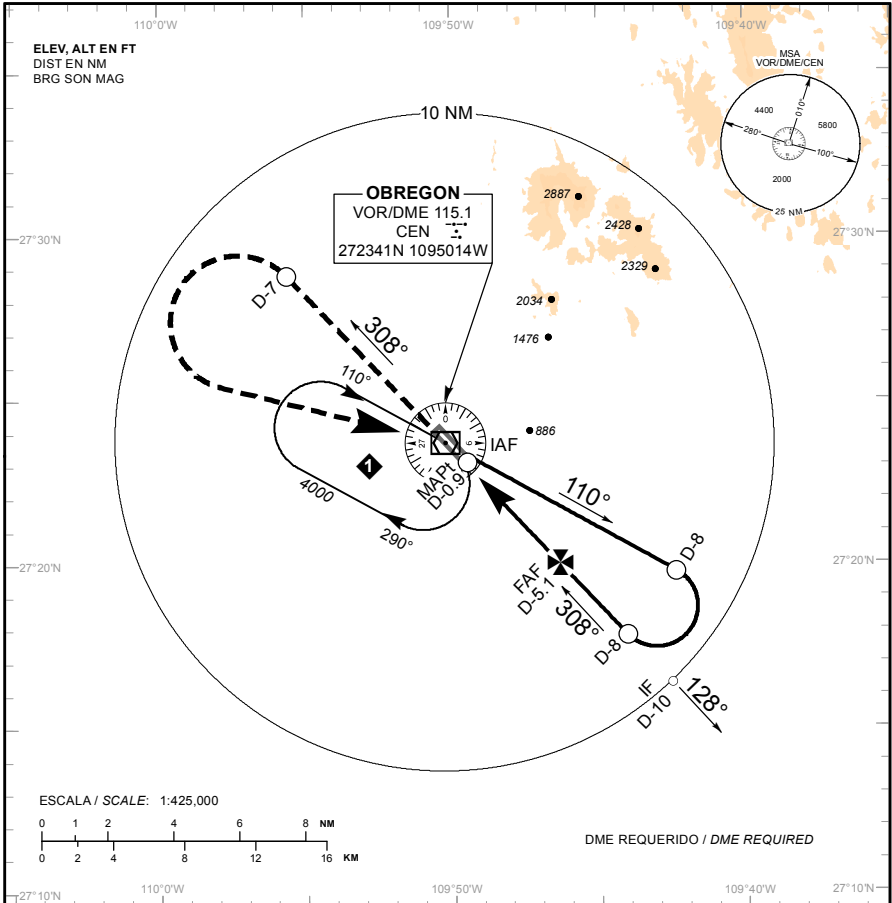 110°0'W
109°50'W
109°40'W
ELEV, ALT EN FT
DIST EN NM
BRG SON MAG
MSA
VOR/DME/CEN
4400
010°
5800
280°
100°
2000
25 NM
10 NM
OBREGON
VOR/DME 115.1
CEN
272341N 1095014W
2887
2428
2329
2034
1476
886
27°30'N
27°30'N
D-7
308°
110°
0
27
9
IAF
MAPt
D-0.9
1
4000
290°
110°
D-8
FAF
D-5.1
308°
D-8
IF
D-10
128°
27°20'N
27°20'N
ESCALA / SCALE: 1:425,000
0 1 2 4 6 8 NM
0 2 4 8 12 16 KM
DME REQUERIDO / DME REQUIRED
27°10'N
27°10'N
110°0'W
109°50'W
109°40'W